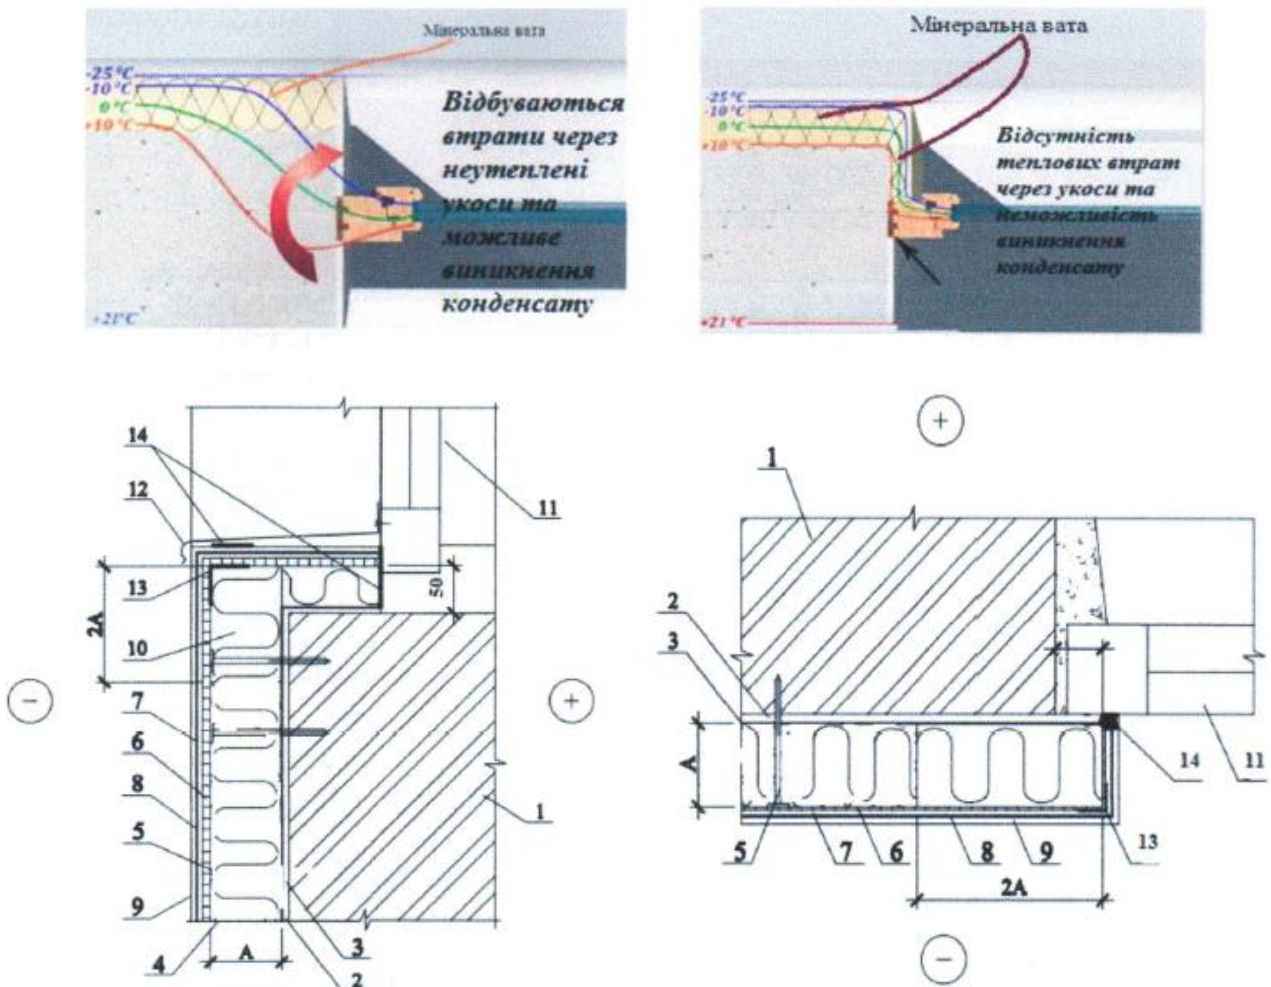 Мінеральна вата
-25°C
-10°C
0°C
+10°C
Відбуваються
втрати через
неутеплені
укоси та
можливе
виникнення
конденсату
+21°C
Мінеральна вата
-25°C
-10°C
0°C
+10°C
Відсутність
теплових втрат
через укоси та
неможливість
виникнення
конденсату
+21°C
14
12
11
13
50
2A
10
7
6
8
5
9
4
A
3
2
1
−
+
+
1
2
3
A
14
11
13
5
7
6
8
9
2A
−